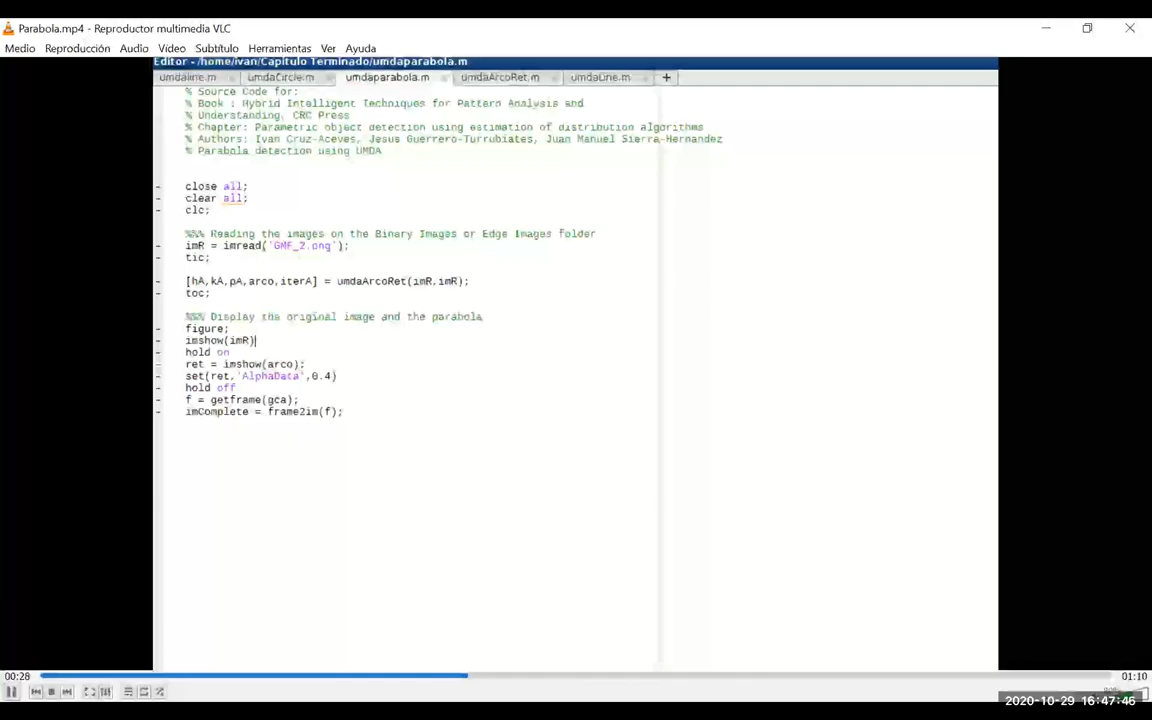 Parabola.mp4 - Reproductor multimedia VLC
Medio Reproducción Audio Vídeo Subtítulo Herramientas Ver Ayuda
Editor - /home/ivan/Capitulo Terminado/umdaparabola.m
umdaline.m umdaCircle.m umdaparabola.m umdaArcoRet.m umdaLine.m +
% Source Code for:
% Book : Hybrid Intelligent Techniques for Pattern Analysis and
% Understanding, CRC Press
% Chapter: Parametric object detection using estimation of distribution algorithms
% Authors: Ivan Cruz-Aceves, Jesus Guerrero-Turrubiates, Juan Manuel Sierra-Hernandez
% Parabola detection using UMDA
close all;
clear all;
clc;
%%% Reading the images on the Binary Images or Edge Images folder
imR = imread('GMF_2.png');
tic;
[hA,kA,pA,arco,iterA] = umdaArcoRet(imR,imR);
toc;
%%% Display the original image and the parabola
figure;
imshow(imR)
hold on
ret = imshow(arco);
set(ret,'AlphaData',0.4)
hold off
f = getframe(gca);
imComplete = frame2im(f);
00:28 01:10
2020-10-29 16:47:46